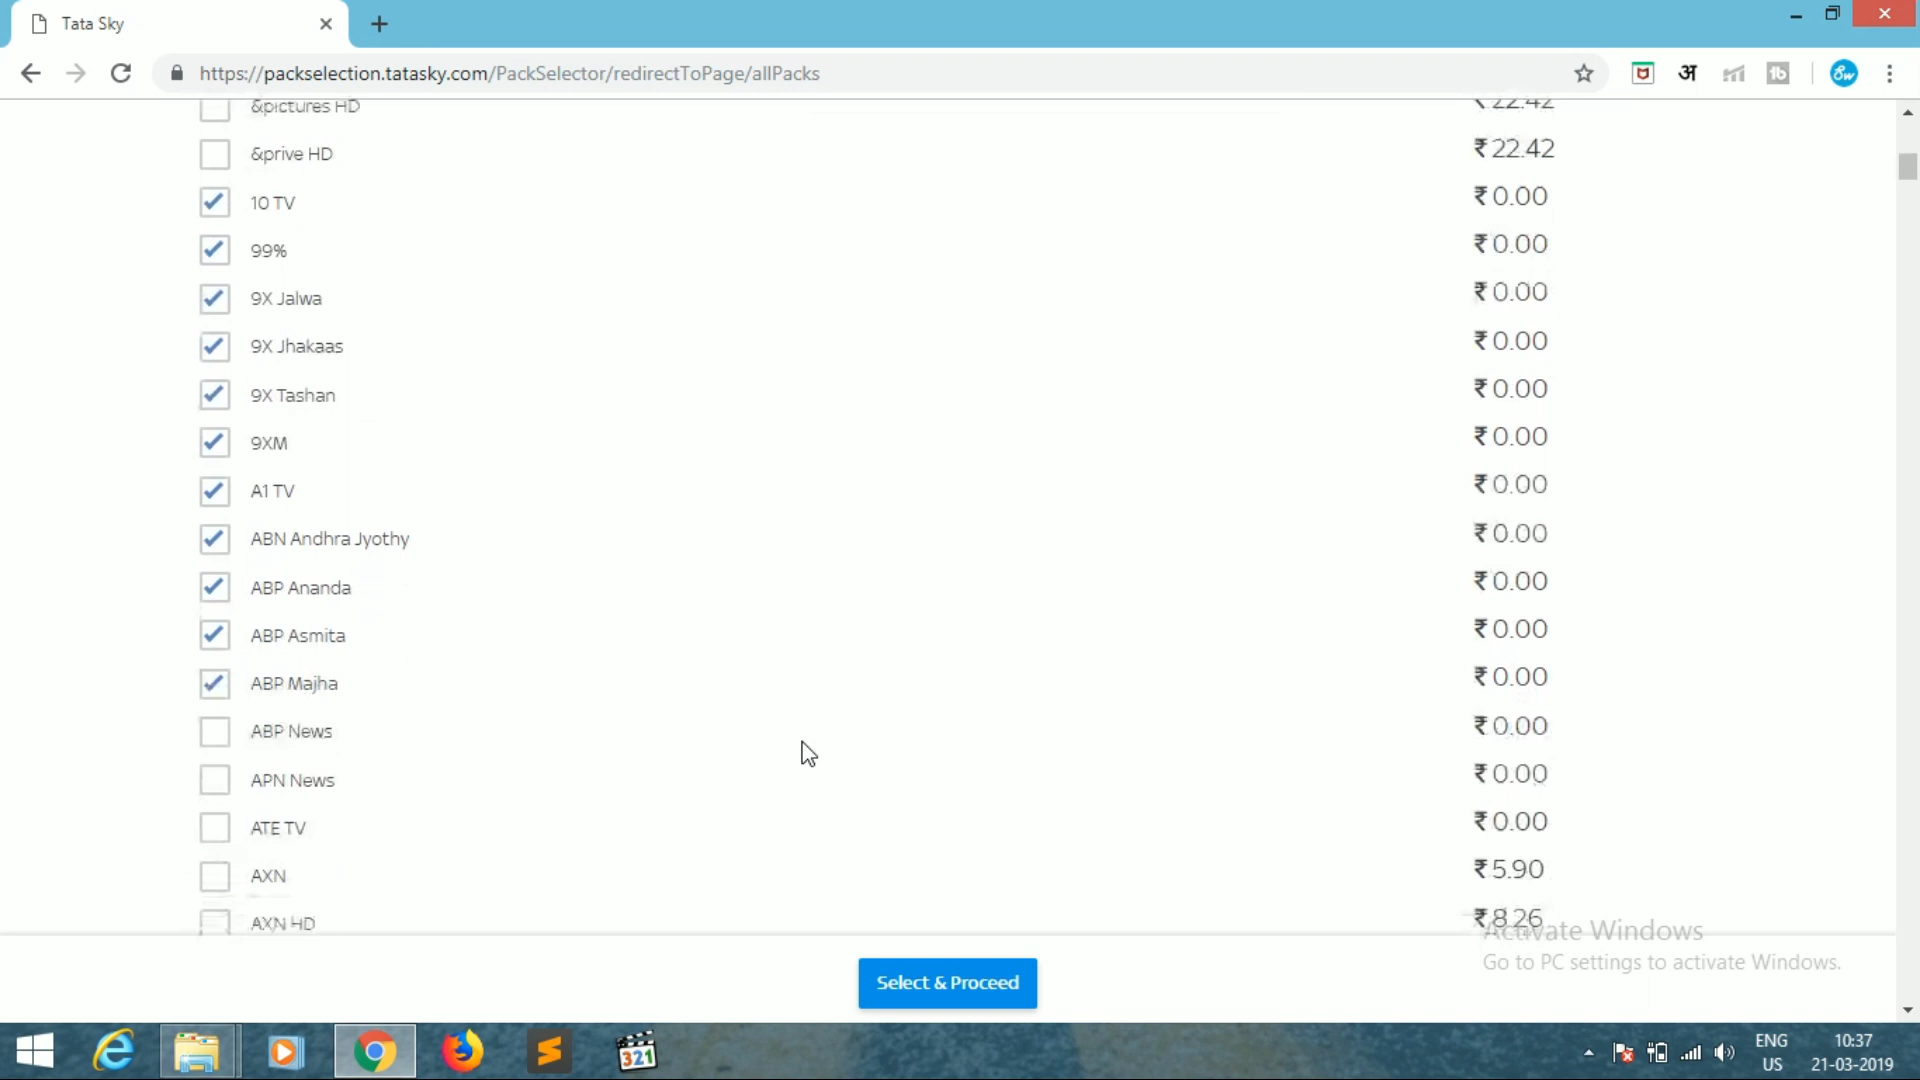 Tata Sky
https://packselection.tatasky.com/PackSelector/redirectToPage/allPacks
अ
&pictures HD ₹22.42
&prive HD ₹22.42
10 TV ₹0.00
99% ₹0.00
9X Jalwa ₹0.00
9X Jhakaas ₹0.00
9X Tashan ₹0.00
9XM ₹0.00
A1 TV ₹0.00
ABN Andhra Jyothy ₹0.00
ABP Ananda ₹0.00
ABP Asmita ₹0.00
ABP Majha ₹0.00
ABP News ₹0.00
APN News ₹0.00
ATE TV ₹0.00
AXN ₹5.90
AXN HD ₹8.26
Activate Windows
Go to PC settings to activate Windows.
Select & Proceed
321
ENG 10:37
US 21-03-2019